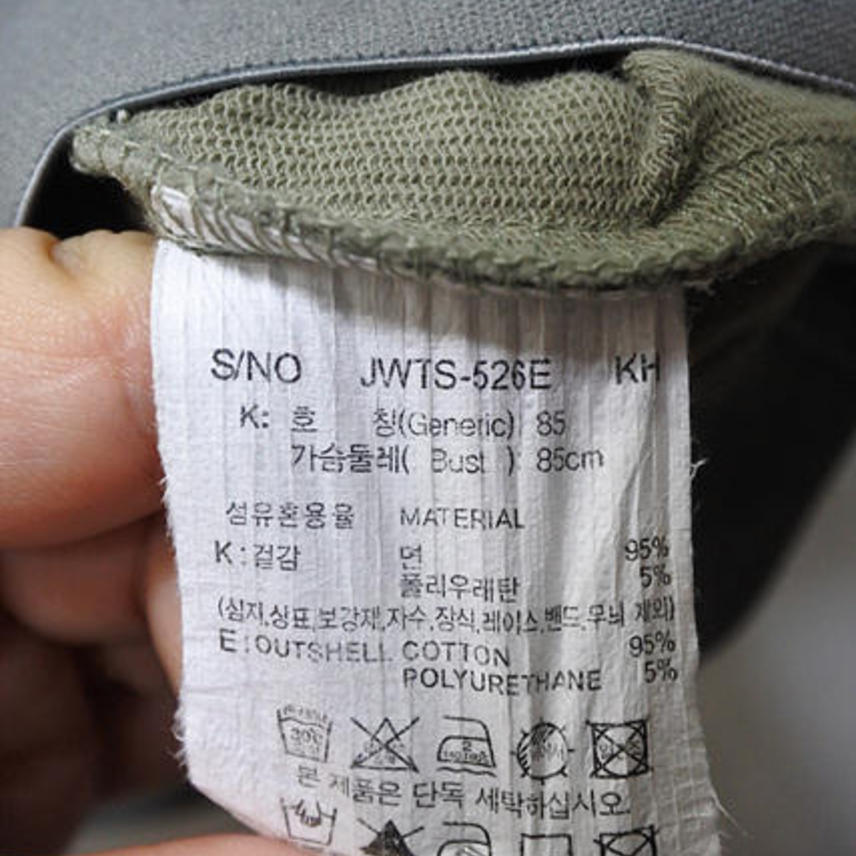 S/NO JWTS-526E KH
K: 호 칭(Generic) 85
가슴둘레( Bust ) 85cm
섬유혼용율 MATERIAL
K:겉감 면 95%
폴리우레탄 5%
(심지,상표,보강제,자수,장식,레이스,밴드,무늬 제외)
E:OUTSHELL COTTON 95%
POLYURETHANE 5%
30℃
본 제품은 단독 세탁하십시오.